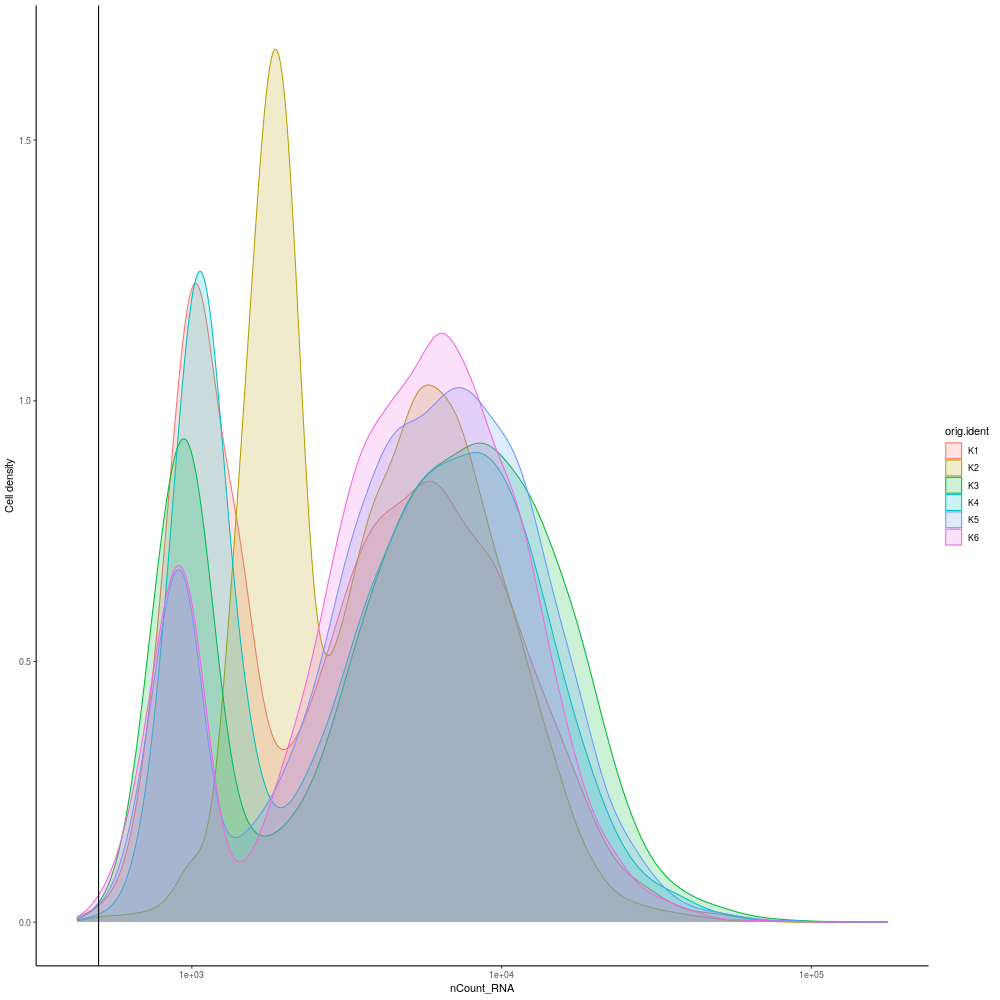 Cell density
1.5
1.0
0.5
0.0
1e+03
1e+04
1e+05
nCount_RNA
orig.ident
K1
K2
K3
K4
K5
K6